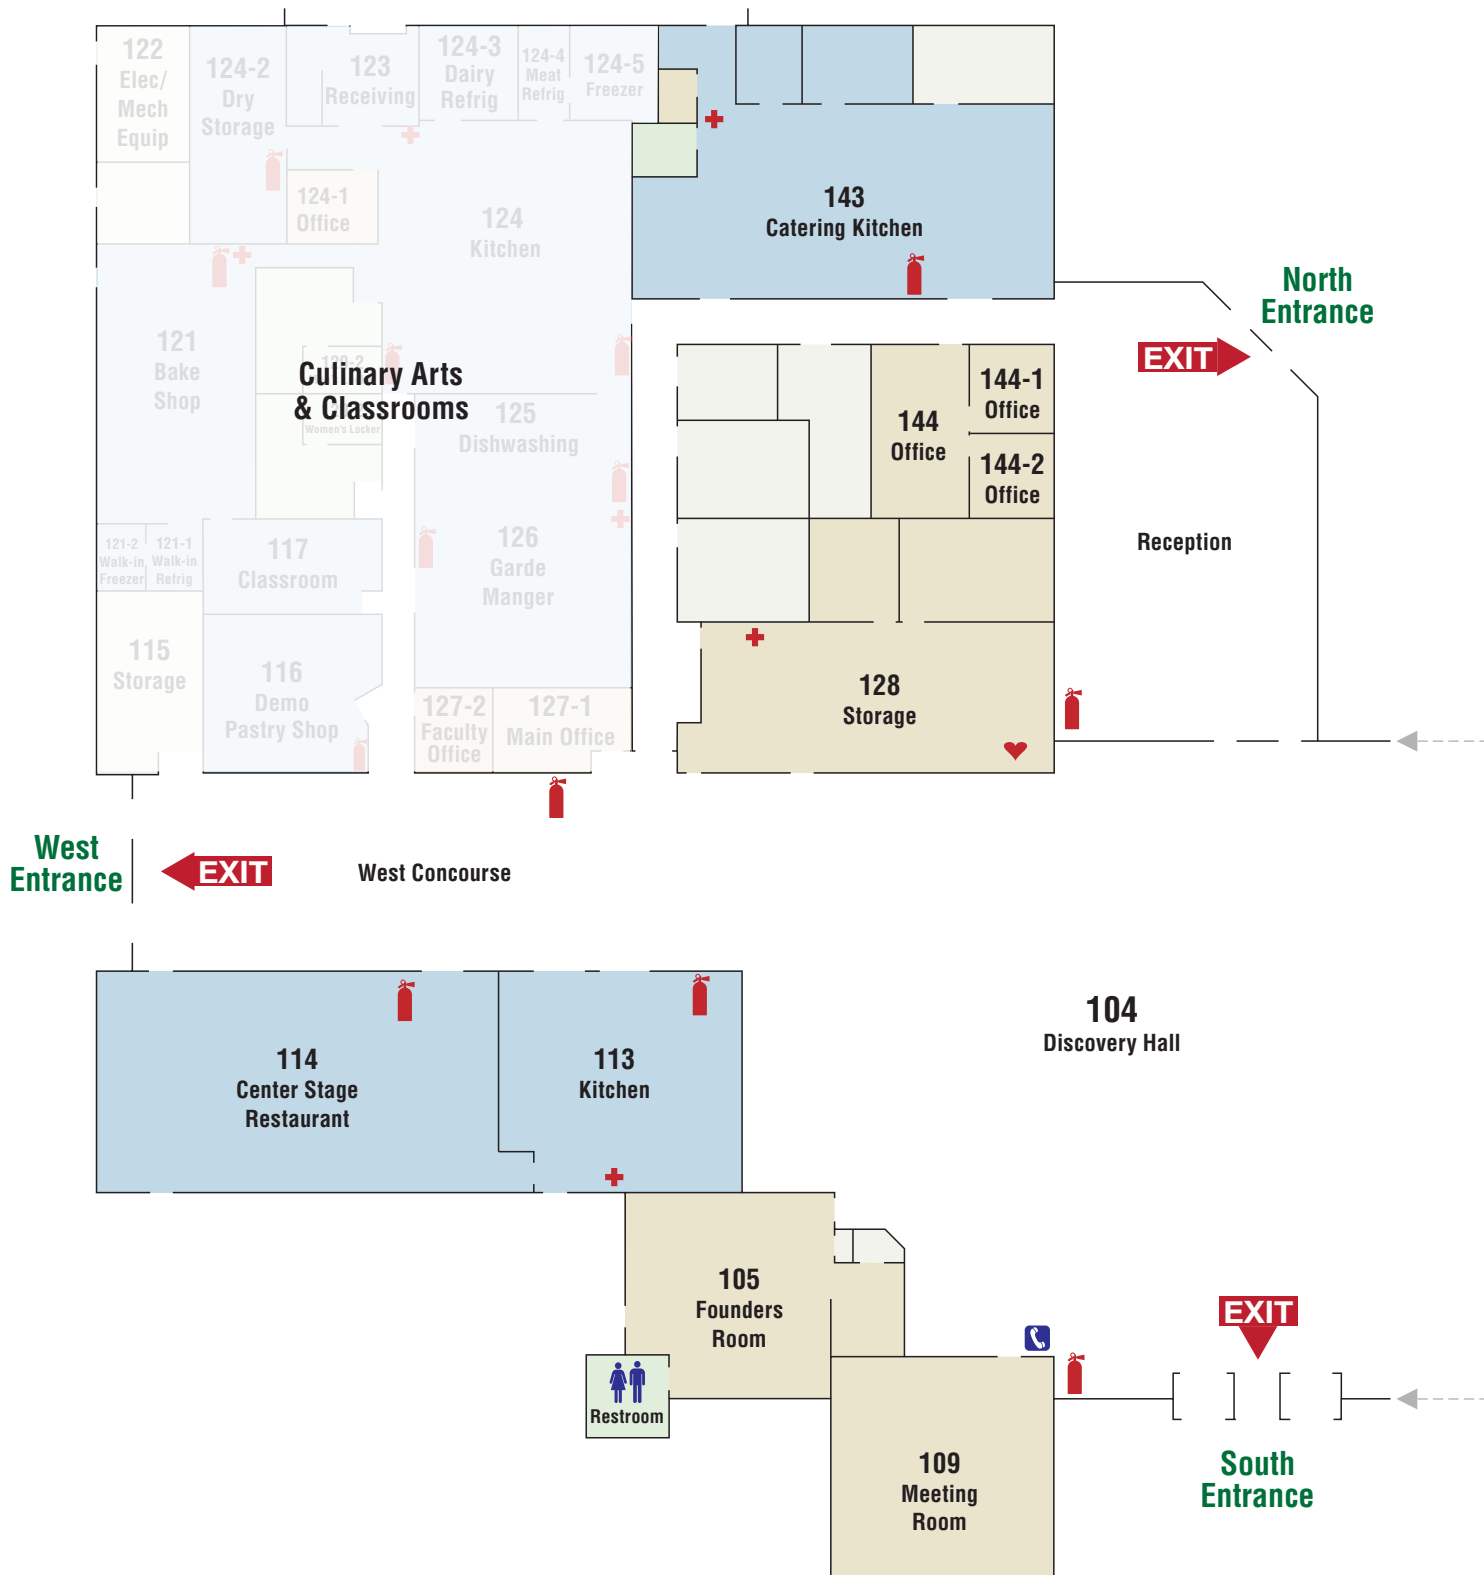 122
Elec/
Mech
Equip
124-2
Dry
Storage
123
Receiving
124-3
Dairy
Refrig
124-4
Meat
Refrig
124-5
Freezer
124-1
Office
124
Kitchen
143
Catering Kitchen
North
Entrance
EXIT
121
Bake
Shop
Culinary Arts
& Classrooms
Women's Locker
125
Dishwashing
144
Office
144-1
Office
144-2
Office
Reception
121-2
Walk-in
Freezer
121-1
Walk-in
Refrig
117
Classroom
126
Garde
Manger
115
Storage
116
Demo
Pastry Shop
127-2
Faculty
Office
127-1
Main Office
128
Storage
West
Entrance
EXIT
West Concourse
104
Discovery Hall
114
Center Stage
Restaurant
113
Kitchen
105
Founders
Room
Restroom
EXIT
109
Meeting
Room
South
Entrance